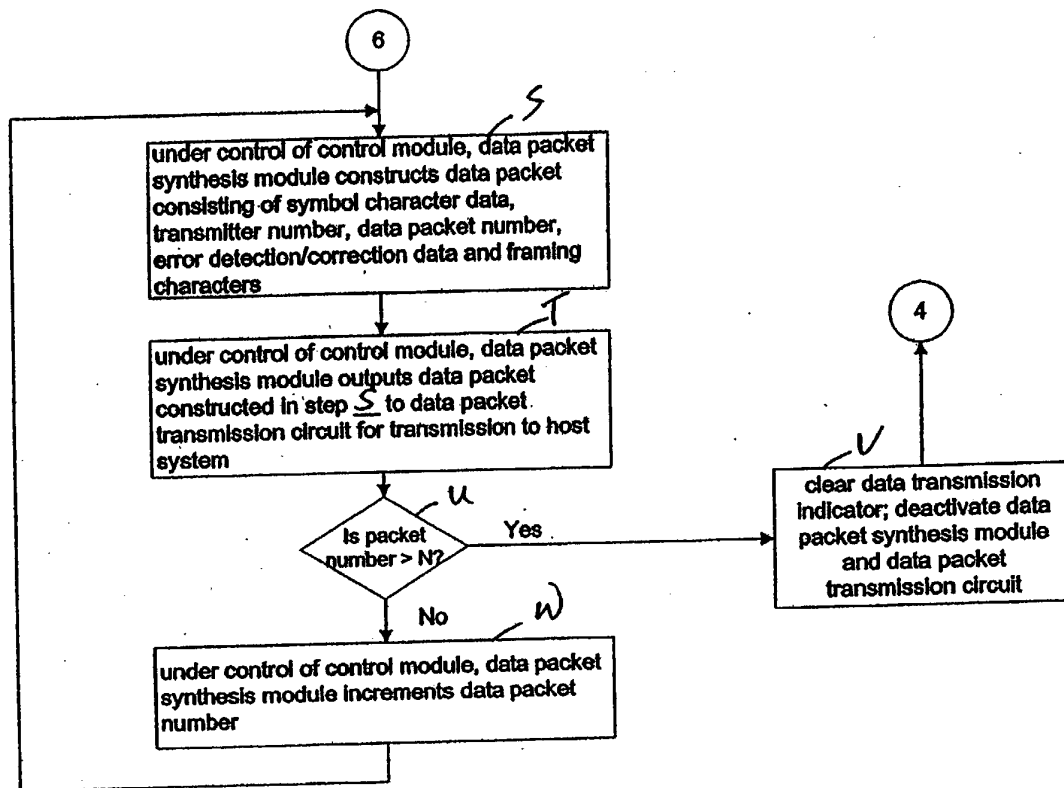 6
S
under control of control module, data packet
synthesis module constructs data packet
consisting of symbol character data,
transmitter number, data packet number,
error detection/correction data and framing
characters
T
under control of control module, data packet
synthesis module outputs data packet
constructed in step S to data packet
transmission circuit for transmission to host
system
U
Is packet
number > N?
Yes
No
4
V
clear data transmission
indicator; deactivate data
packet synthesis module
and data packet
transmission circuit
W
under control of control module, data packet
synthesis module increments data packet
number